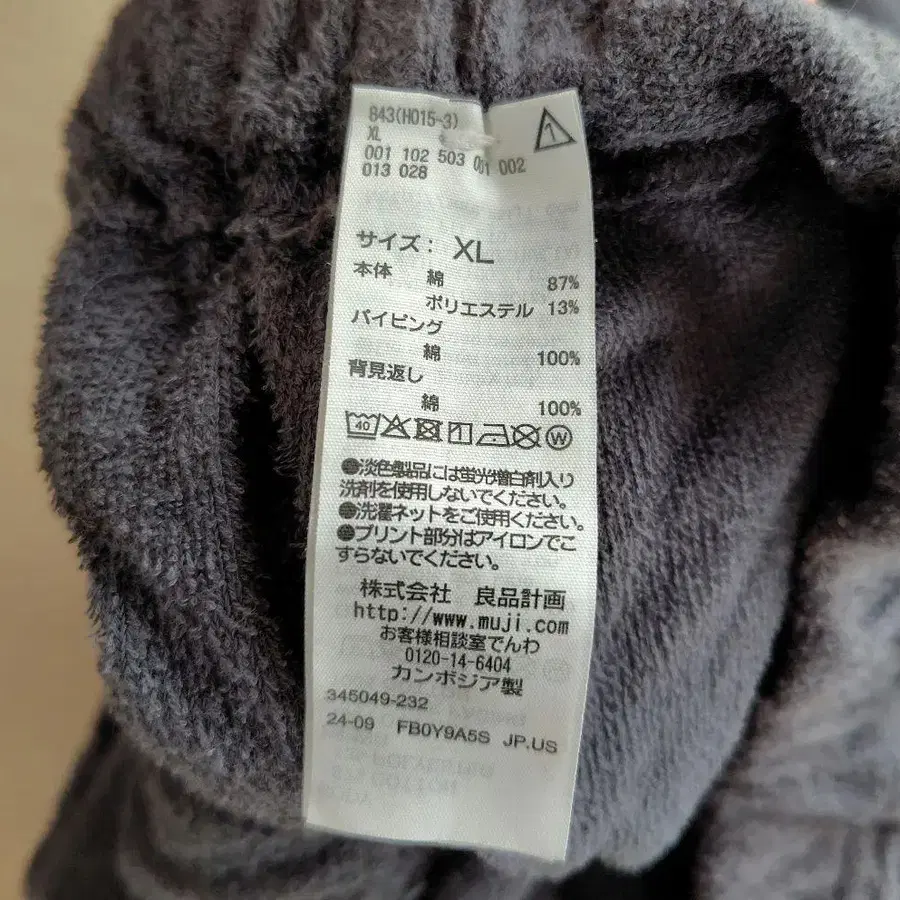 843(H015-3)
XL
001 102 503 001 002
013 028
1
サイズ: XL
本体 綿 87%
ポリエステル 13%
パイピング
綿 100%
背見返し
綿 100%
40 W
●淡色製品には蛍光増白剤入り
洗剤を使用しないでください。
●洗濯ネットをご使用ください。
●プリント部分はアイロンでこ
すらないでください。
株式会社 良品計画
http://www.muji.com
お客様相談室でんわ
0120-14-6404
カンボジア製
345049-232
24-09 FB0Y9A5S JP.US